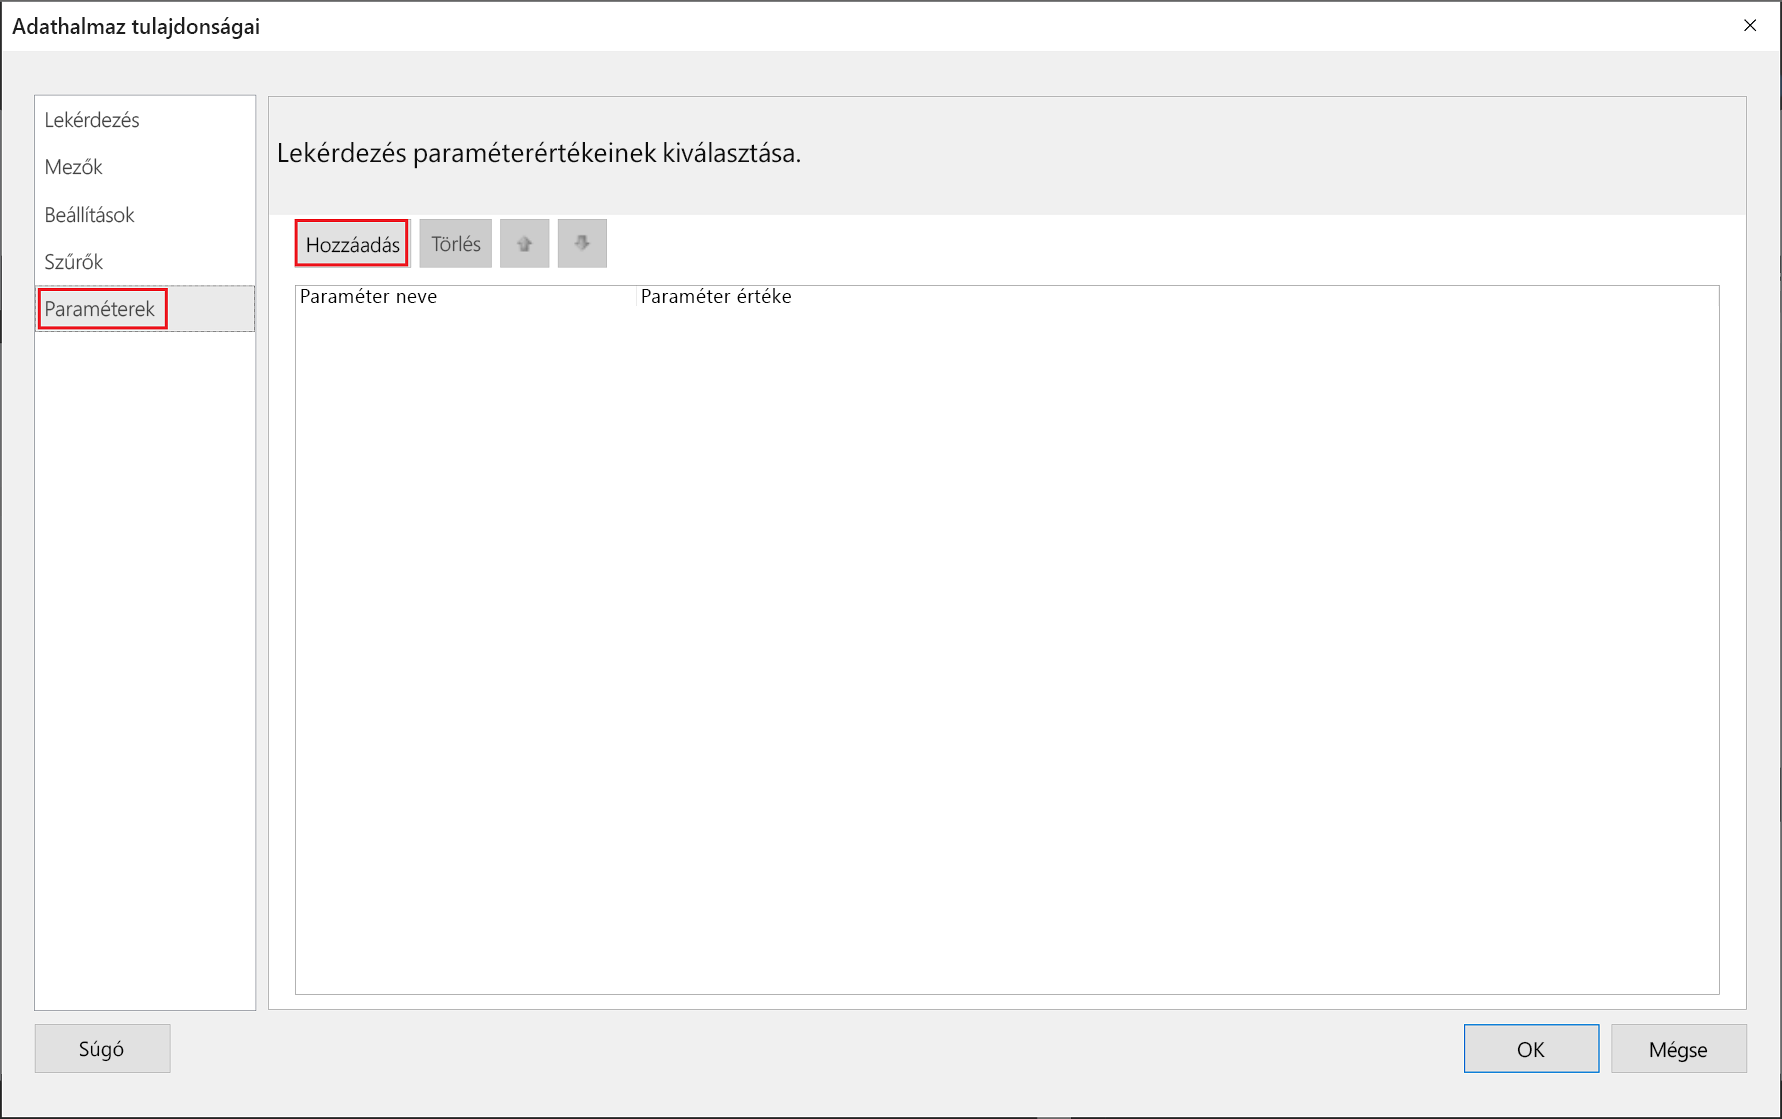 Adathalmaz tulajdonságai
Lekérdezés
Mezők
Beállítások
Szűrők
Paraméterek
Lekérdezés paraméterértékeinek kiválasztása.
Hozzáadás Törlés
Paraméter neve Paraméter értéke
Súgó OK Mégse